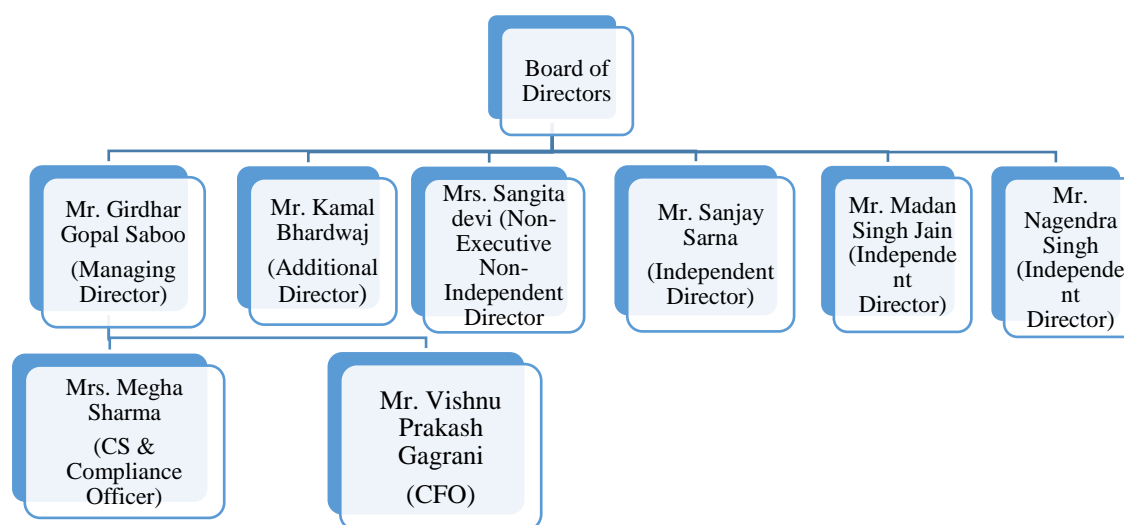 Board of
Directors
Mr. Girdhar
Gopal Saboo
(Managing
Director)
Mr. Kamal
Bhardwaj
(Additional
Director)
Mrs. Sangita
devi (Non-
Executive
Non-
Independent
Director
Mr. Sanjay
Sarna
(Independent
Director)
Mr. Madan
Singh Jain
(Independe
nt
Director)
Mr.
Nagendra
Singh
(Independe
nt
Director)
Mrs. Megha
Sharma
(CS &
Compliance
Officer)
Mr. Vishnu
Prakash
Gagrani
(CFO)